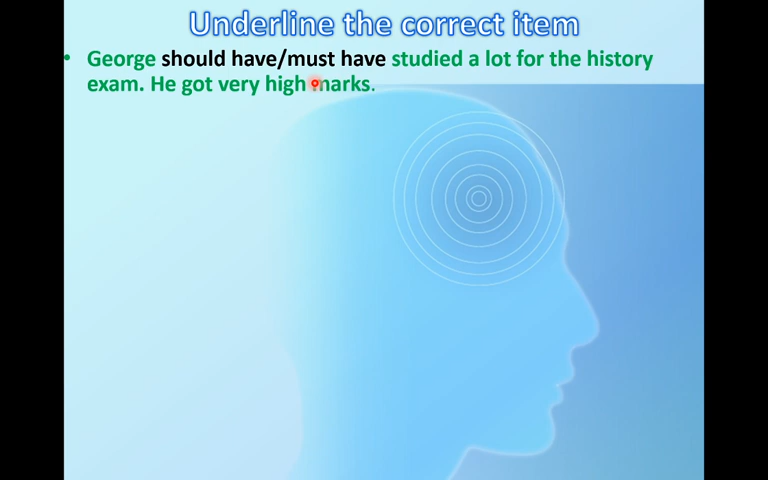 Underline the correct item
• George should have/must have studied a lot for the history
exam. He got very high marks.